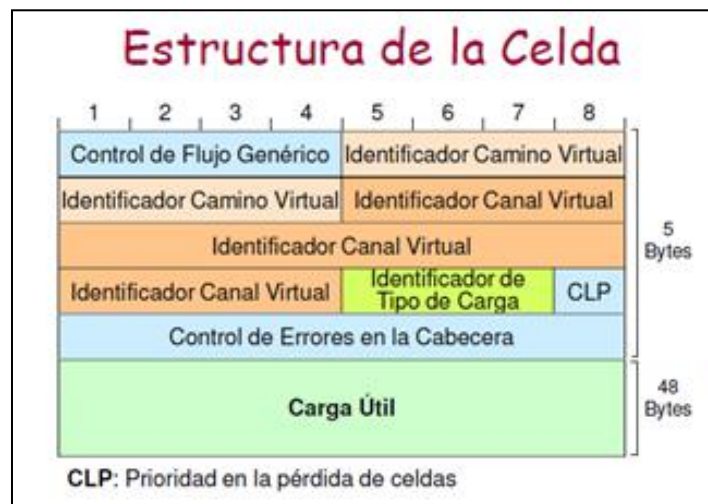 Estructura de la Celda
1 2 3 4 5 6 7 8
Control de Flujo Genérico Identificador Camino Virtual
Identificador Camino Virtual Identificador Canal Virtual
Identificador Canal Virtual
5
Bytes
Identificador Canal Virtual Identificador de
Tipo de Carga CLP
Control de Errores en la Cabecera
Carga Útil
48
Bytes
CLP: Prioridad en la pérdida de celdas